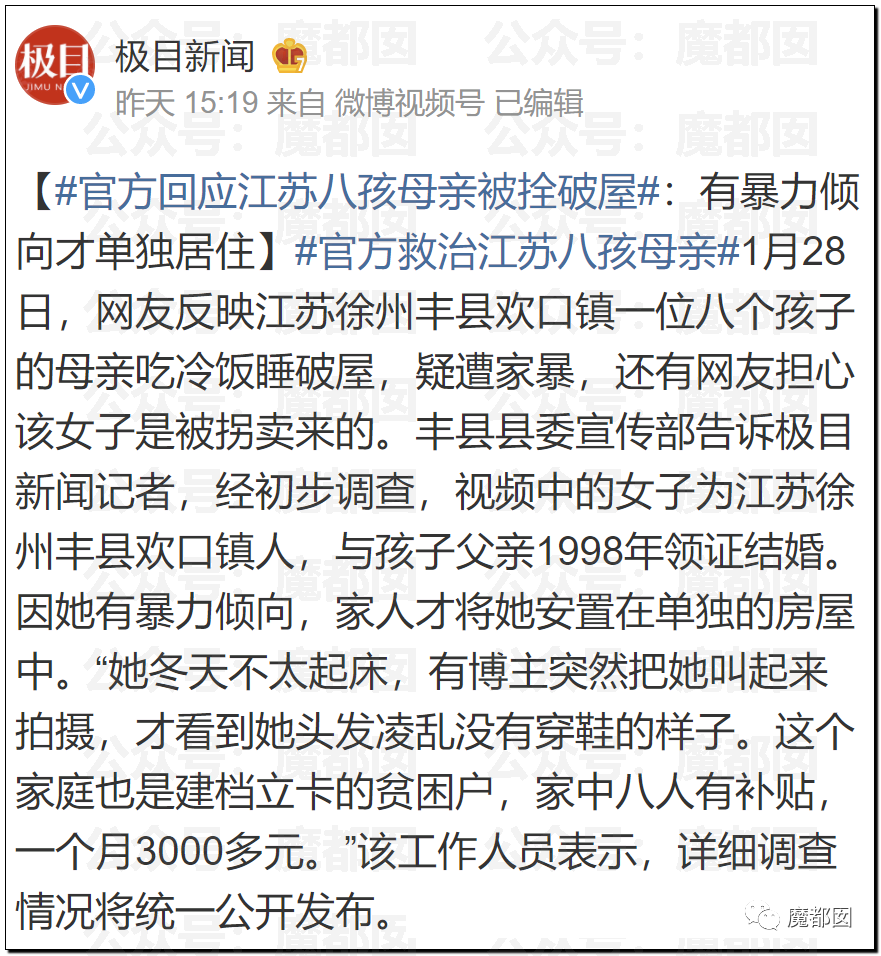 极目
JIMU N
极目新闻
7
昨天 15:19 来自 微博视频号 已编辑
【#官方回应江苏八孩母亲被拴破屋#：有暴力倾
向才单独居住】#官方救治江苏八孩母亲#1月28
日，网友反映江苏徐州丰县欢口镇一位八个孩子
的母亲吃冷饭睡破屋，疑遭家暴，还有网友担心
该女子是被拐卖来的。丰县县委宣传部告诉极目
新闻记者，经初步调查，视频中的女子为江苏徐
州丰县欢口镇人，与孩子父亲1998年领证结婚。
因她有暴力倾向，家人才将她安置在单独的房屋
中。“她冬天不太起床，有博主突然把她叫起来
拍摄，才看到她头发凌乱没有穿鞋的样子。这个
家庭也是建档立卡的贫困户，家中八人有补贴，
一个月3000多元。”该工作人员表示，详细调查
情况将统一公开发布。
魔都囡
公众号：魔都囡